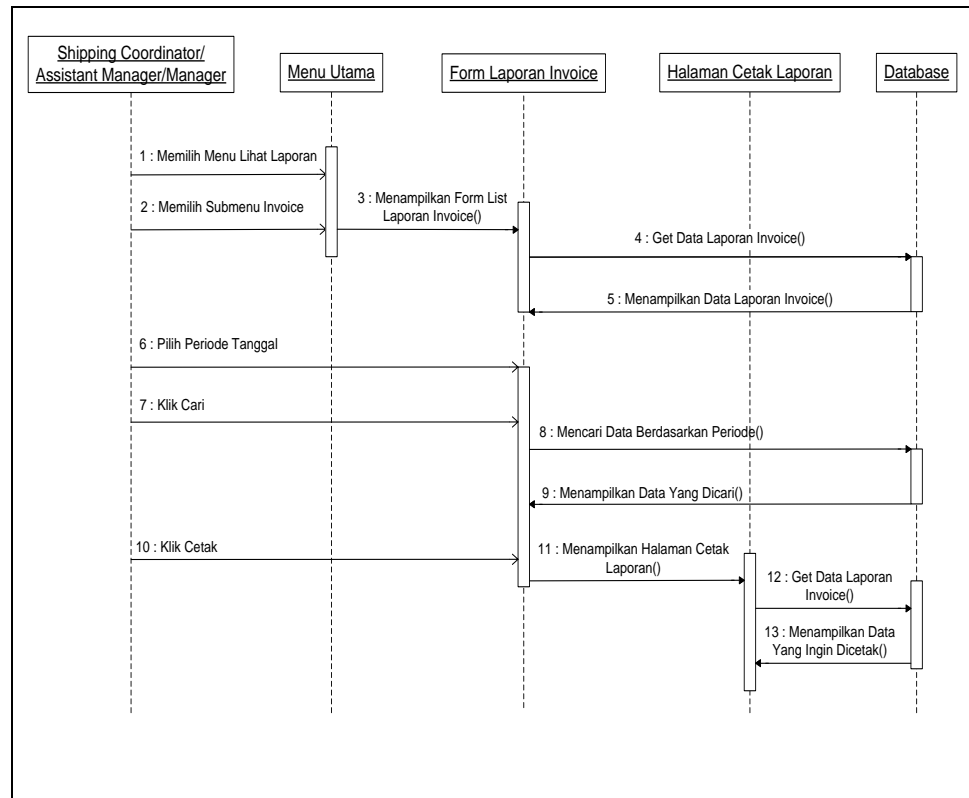 Shipping Coordinator/
Assistant Manager/Manager
Menu Utama
Form Laporan Invoice
Halaman Cetak Laporan
Database
1 : Memilih Menu Lihat Laporan
2 : Memilih Submenu Invoice
3 : Menampilkan Form List
Laporan Invoice()
4 : Get Data Laporan Invoice()
5 : Menampilkan Data Laporan Invoice()
6 : Pilih Periode Tanggal
7 : Klik Cari
8 : Mencari Data Berdasarkan Periode()
9 : Menampilkan Data Yang Dicari()
10 : Klik Cetak
11 : Menampilkan Halaman Cetak
Laporan()
12 : Get Data Laporan
Invoice()
13 : Menampilkan Data
Yang Ingin Dicetak()